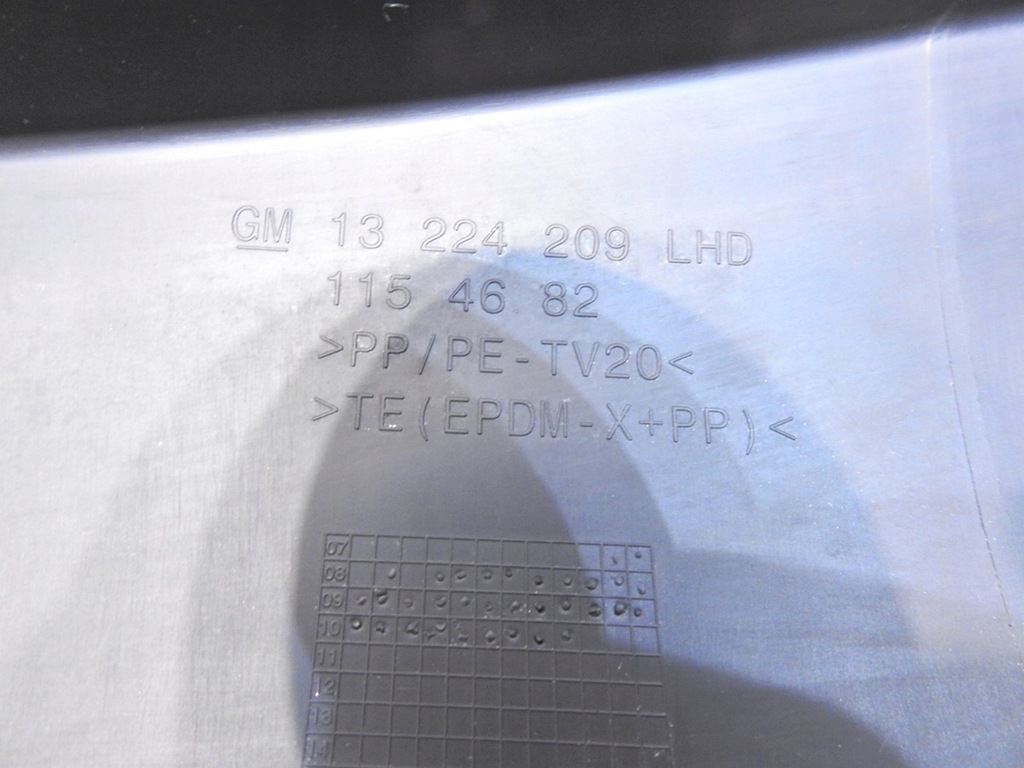 GM 13 224 209 LHD
115 46 82
>PP/PE-TV20<
>TE(EPDM-X+PP)<
07
08
09
10
11
12
13
14